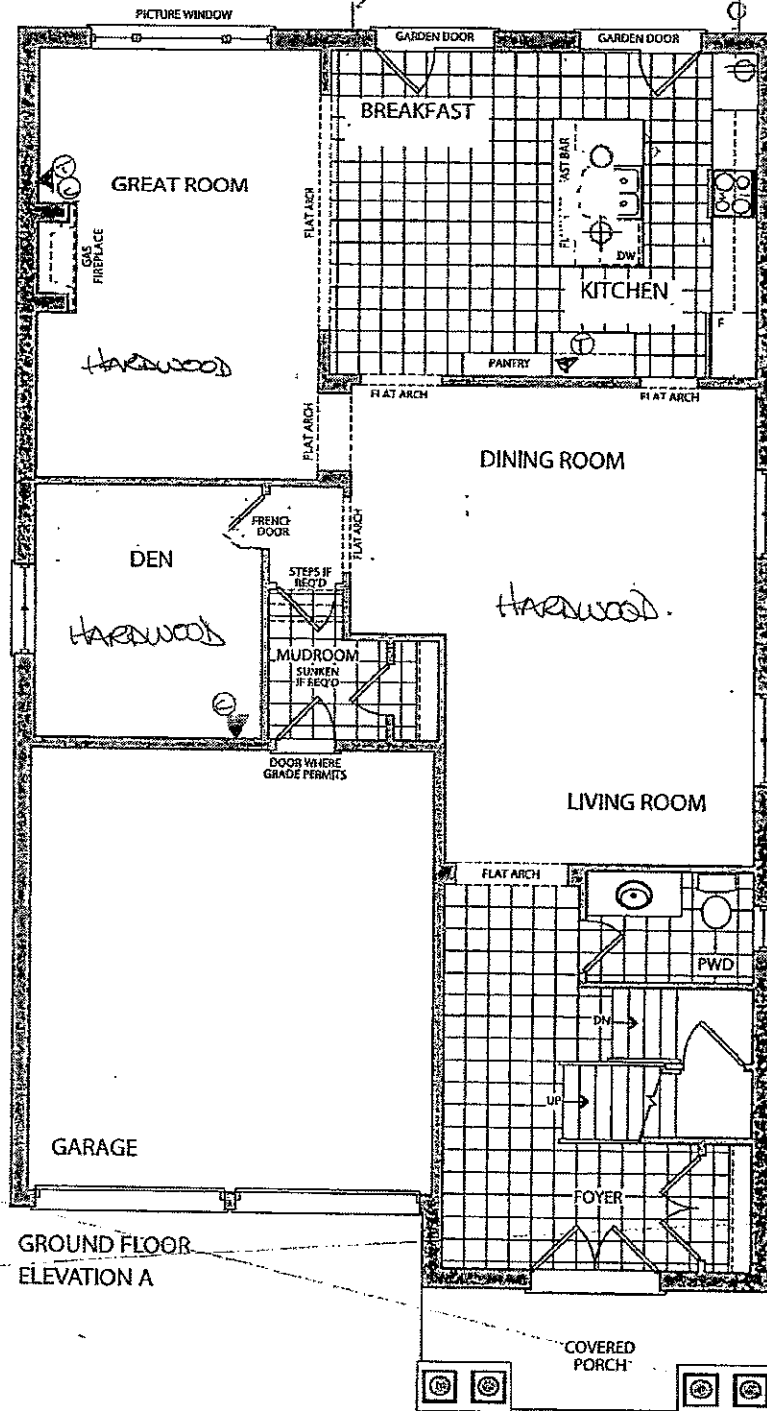 PICTURE WINDOW
GARDEN DOOR
GARDEN DOOR
BREAKFAST
GREAT ROOM
FLAT ARCH
GAS
FIREPLACE
DW
KITCHEN
HARDWOOD
F
PANTRY
T
FLAT ARCH
FLAT ARCH
FLAT ARCH
DINING ROOM
FRENCH
DOOR
FLAT ARCH
DEN
STEPS IF
REQ'D
HARDWOOD
HARDWOOD.
MUDROOM
SUNKEN
IF REQ'D
C
DOOR WHERE
GRADE PERMITS
LIVING ROOM
FLAT ARCH
PWD
DN
UP
GARAGE
FOYER
GROUND FLOOR
ELEVATION A
COVERED
PORCH